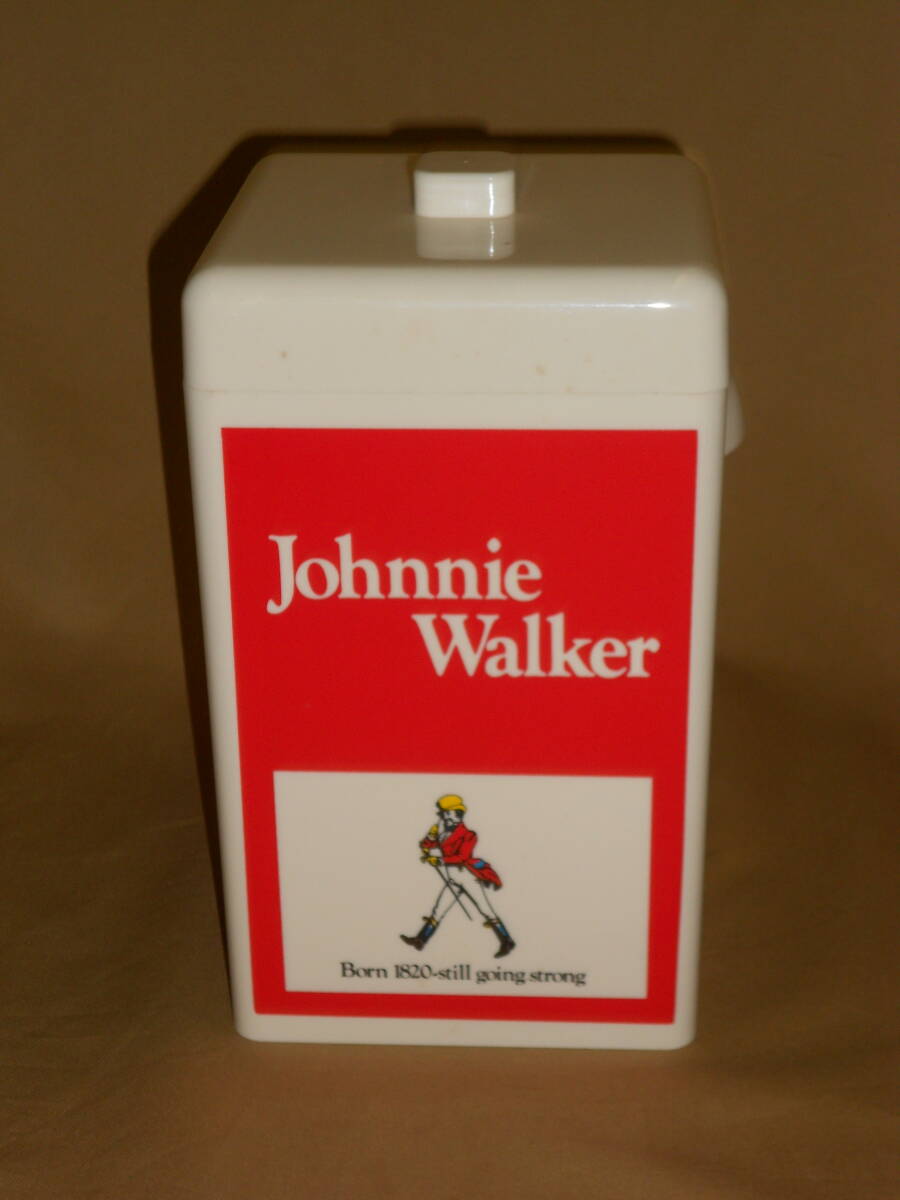 Johnnie
Walker
Born 1820-still going strong